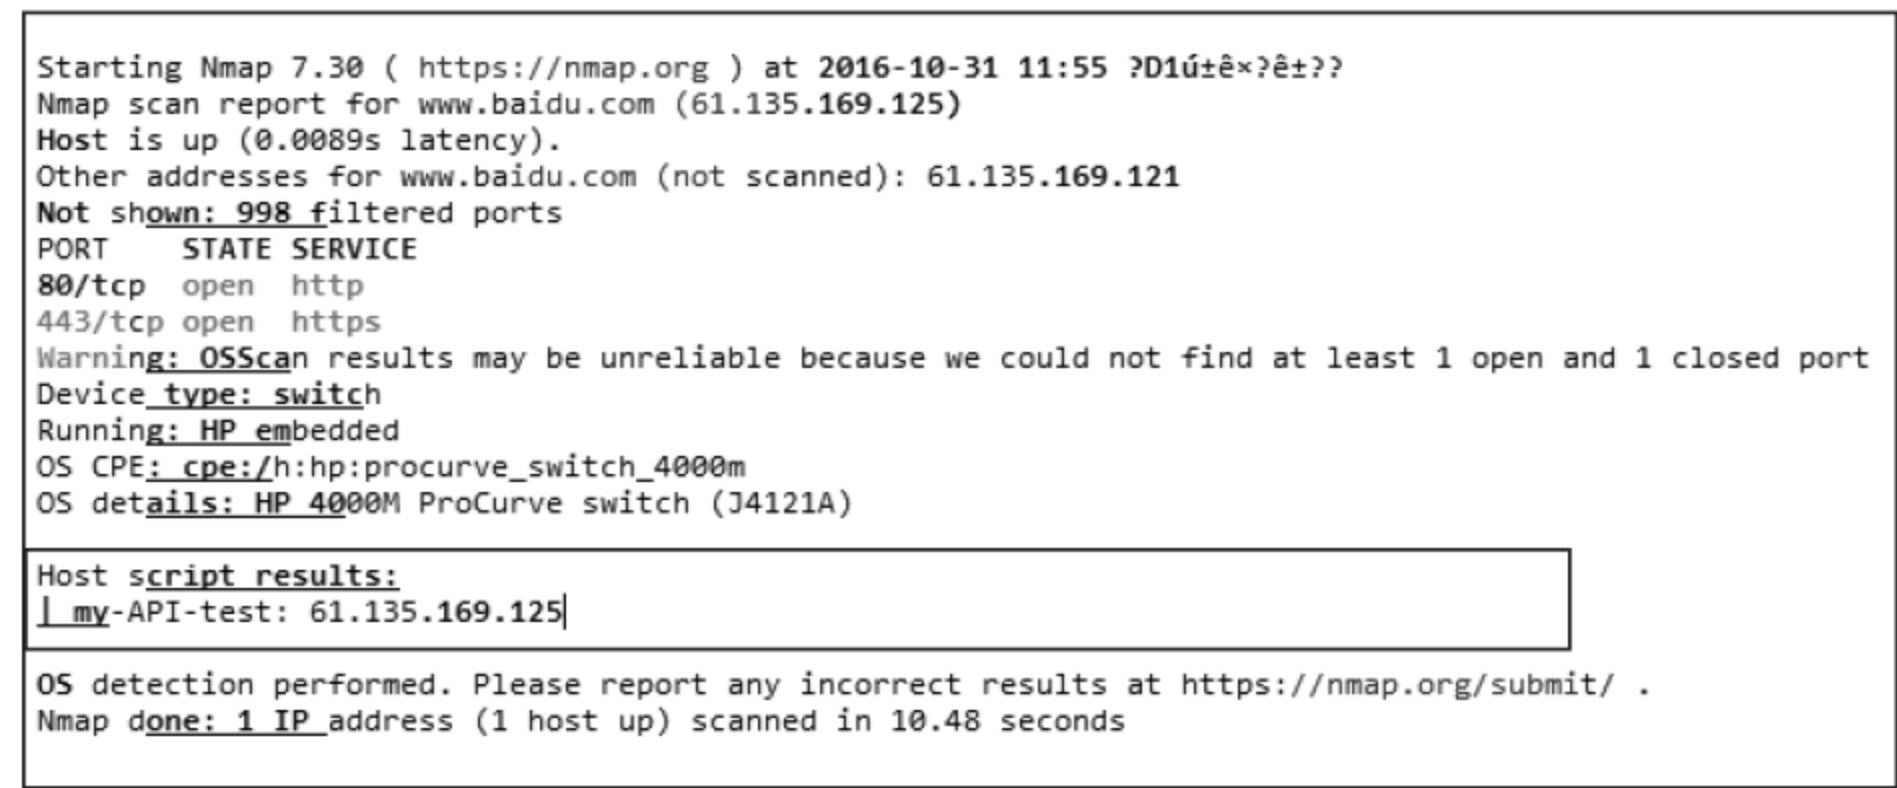 Starting Nmap 7.30 ( https://nmap.org ) at 2016-10-31 11:55 ?D1ú±ê×?ê±??
Nmap scan report for www.baidu.com (61.135.169.125)
Host is up (0.0089s latency).
Other addresses for www.baidu.com (not scanned): 61.135.169.121
Not shown: 998 filtered ports
PORT    STATE SERVICE
80/tcp  open  http
443/tcp open  https
Warning: OSScan results may be unreliable because we could not find at least 1 open and 1 closed port
Device type: switch
Running: HP embedded
OS CPE: cpe:/h:hp:procurve_switch_4000m
OS details: HP 4000M ProCurve switch (J4121A)
Host script results:
| my-API-test: 61.135.169.125
OS detection performed. Please report any incorrect results at https://nmap.org/submit/ .
Nmap done: 1 IP address (1 host up) scanned in 10.48 seconds